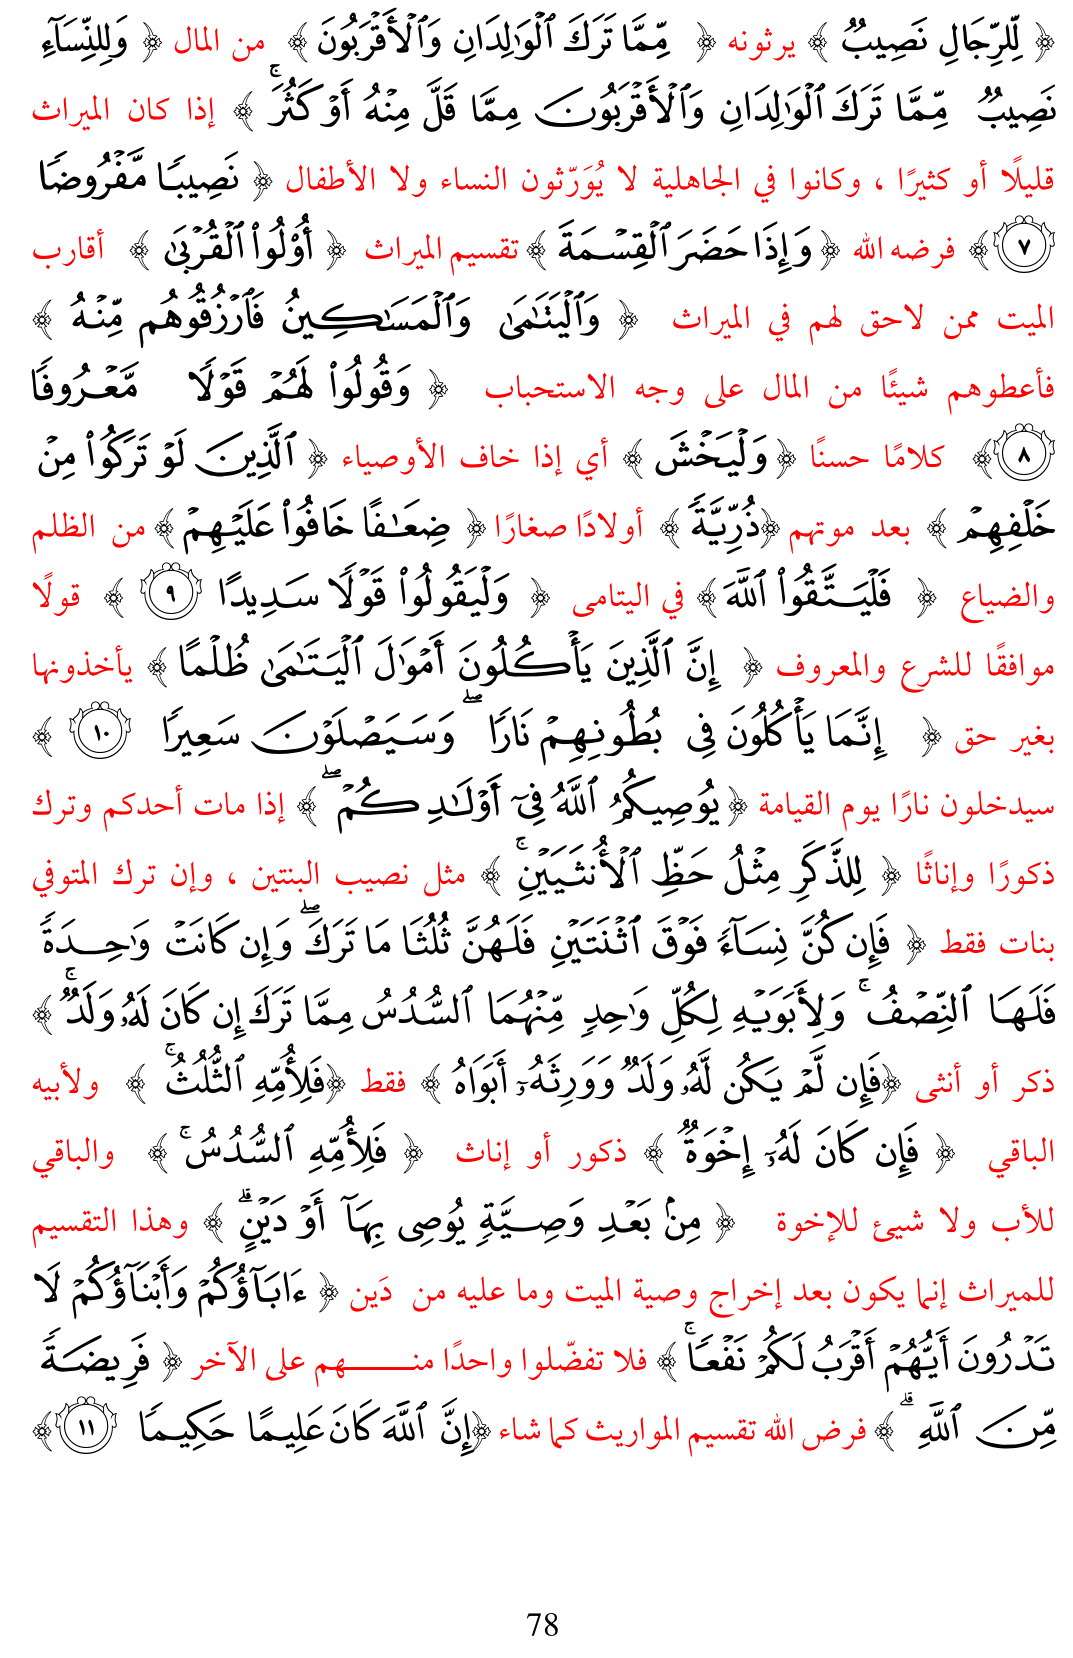 ﴿ لِّلرِّجَالِ نَصِيبٌ ﴾ يرثونه ﴿ مِّمَّا تَرَكَ ٱلْوَٰلِدَانِ وَٱلْأَقْرَبُونَ ﴾ من المال ﴿ وَلِلنِّسَآءِ
نَصِيبٌ مِّمَّا تَرَكَ ٱلْوَٰلِدَانِ وَٱلْأَقْرَبُونَ مِمَّا قَلَّ مِنْهُ أَوْ كَثُرَ ۚ ﴾ إذا كان الميراث
قليلًا أو كثيرًا ، وكانوا في الجاهلية لا يُوَرّثون النساء ولا الأطفال ﴿ نَصِيبًا مَّفْرُوضًا
٧ ﴾ فرضه الله ﴿ وَإِذَا حَضَرَ ٱلْقِسْمَةَ ﴾ تقسيم الميراث ﴿ أُو۟لُوا۟ ٱلْقُرْبَىٰ ﴾ أقارب
الميت ممن لاحق لهم في الميراث ﴿ وَٱلْيَتَٰمَىٰ وَٱلْمَسَٰكِينُ فَٱرْزُقُوهُم مِّنْهُ ﴾
فأعطوهم شيئًا من المال على وجه الاستحباب ﴿ وَقُولُوا۟ لَهُمْ قَوْلًا مَّعْرُوفًا
٨ ﴾ كلامًا حسنًا ﴿ وَلْيَخْشَ ﴾ أي إذا خاف الأوصياء ﴿ ٱلَّذِينَ لَوْ تَرَكُوا۟ مِنْ
خَلْفِهِمْ ﴾ بعد موتهم ﴿ ذُرِّيَّةً ﴾ أولادًا صغارًا ﴿ ضِعَٰفًا خَافُوا۟ عَلَيْهِمْ ﴾ من الظلم
والضياع ﴿ فَلْيَتَّقُوا۟ ٱللَّهَ ﴾ في اليتامى ﴿ وَلْيَقُولُوا۟ قَوْلًا سَدِيدًا ٩ ﴾ قولًا
موافقًا للشرع والمعروف ﴿ إِنَّ ٱلَّذِينَ يَأْكُلُونَ أَمْوَٰلَ ٱلْيَتَٰمَىٰ ظُلْمًا ﴾ يأخذونها
بغير حق ﴿ إِنَّمَا يَأْكُلُونَ فِى بُطُونِهِمْ نَارًا ۖ وَسَيَصْلَوْنَ سَعِيرًا ١٠ ﴾
سيدخلون نارًا يوم القيامة ﴿ يُوصِيكُمُ ٱللَّهُ فِىٓ أَوْلَٰدِكُمْ ۖ ﴾ إذا مات أحدكم وترك
ذكورًا وإناثًا ﴿ لِلذَّكَرِ مِثْلُ حَظِّ ٱلْأُنثَيَيْنِ ۚ ﴾ مثل نصيب البنتين ، وإن ترك المتوفي
بنات فقط ﴿ فَإِن كُنَّ نِسَآءً فَوْقَ ٱثْنَتَيْنِ فَلَهُنَّ ثُلُثَا مَا تَرَكَ ۖ وَإِن كَانَتْ وَٰحِدَةً
فَلَهَا ٱلنِّصْفُ ۚ وَلِأَبَوَيْهِ لِكُلِّ وَٰحِدٍ مِّنْهُمَا ٱلسُّدُسُ مِمَّا تَرَكَ إِن كَانَ لَهُۥ وَلَدٌ ۚ ﴾
ذكر أو أنثى ﴿ فَإِن لَّمْ يَكُن لَّهُۥ وَلَدٌ وَوَرِثَهُۥٓ أَبَوَاهُ ﴾ فقط ﴿ فَلِأُمِّهِ ٱلثُّلُثُ ۚ ﴾ ولأبيه
الباقي ﴿ فَإِن كَانَ لَهُۥٓ إِخْوَةٌ ﴾ ذكور أو إناث ﴿ فَلِأُمِّهِ ٱلسُّدُسُ ۚ ﴾ والباقي
للأب ولا شيئ للإخوة ﴿ مِنۢ بَعْدِ وَصِيَّةٍ يُوصِى بِهَآ أَوْ دَيْنٍ ۗ ﴾ وهذا التقسيم
للميراث إنما يكون بعد إخراج وصية الميت وما عليه من دَين ﴿ ءَابَآؤُكُمْ وَأَبْنَآؤُكُمْ لَا
تَدْرُونَ أَيُّهُمْ أَقْرَبُ لَكُمْ نَفْعًا ۚ ﴾ فلا تفضّلوا واحدًا منـــــهم على الآخر ﴿ فَرِيضَةً
مِّنَ ٱللَّهِ ۗ ﴾ فرض الله تقسيم المواريث كما شاء ﴿ إِنَّ ٱللَّهَ كَانَ عَلِيمًا حَكِيمًا ١١ ﴾
78